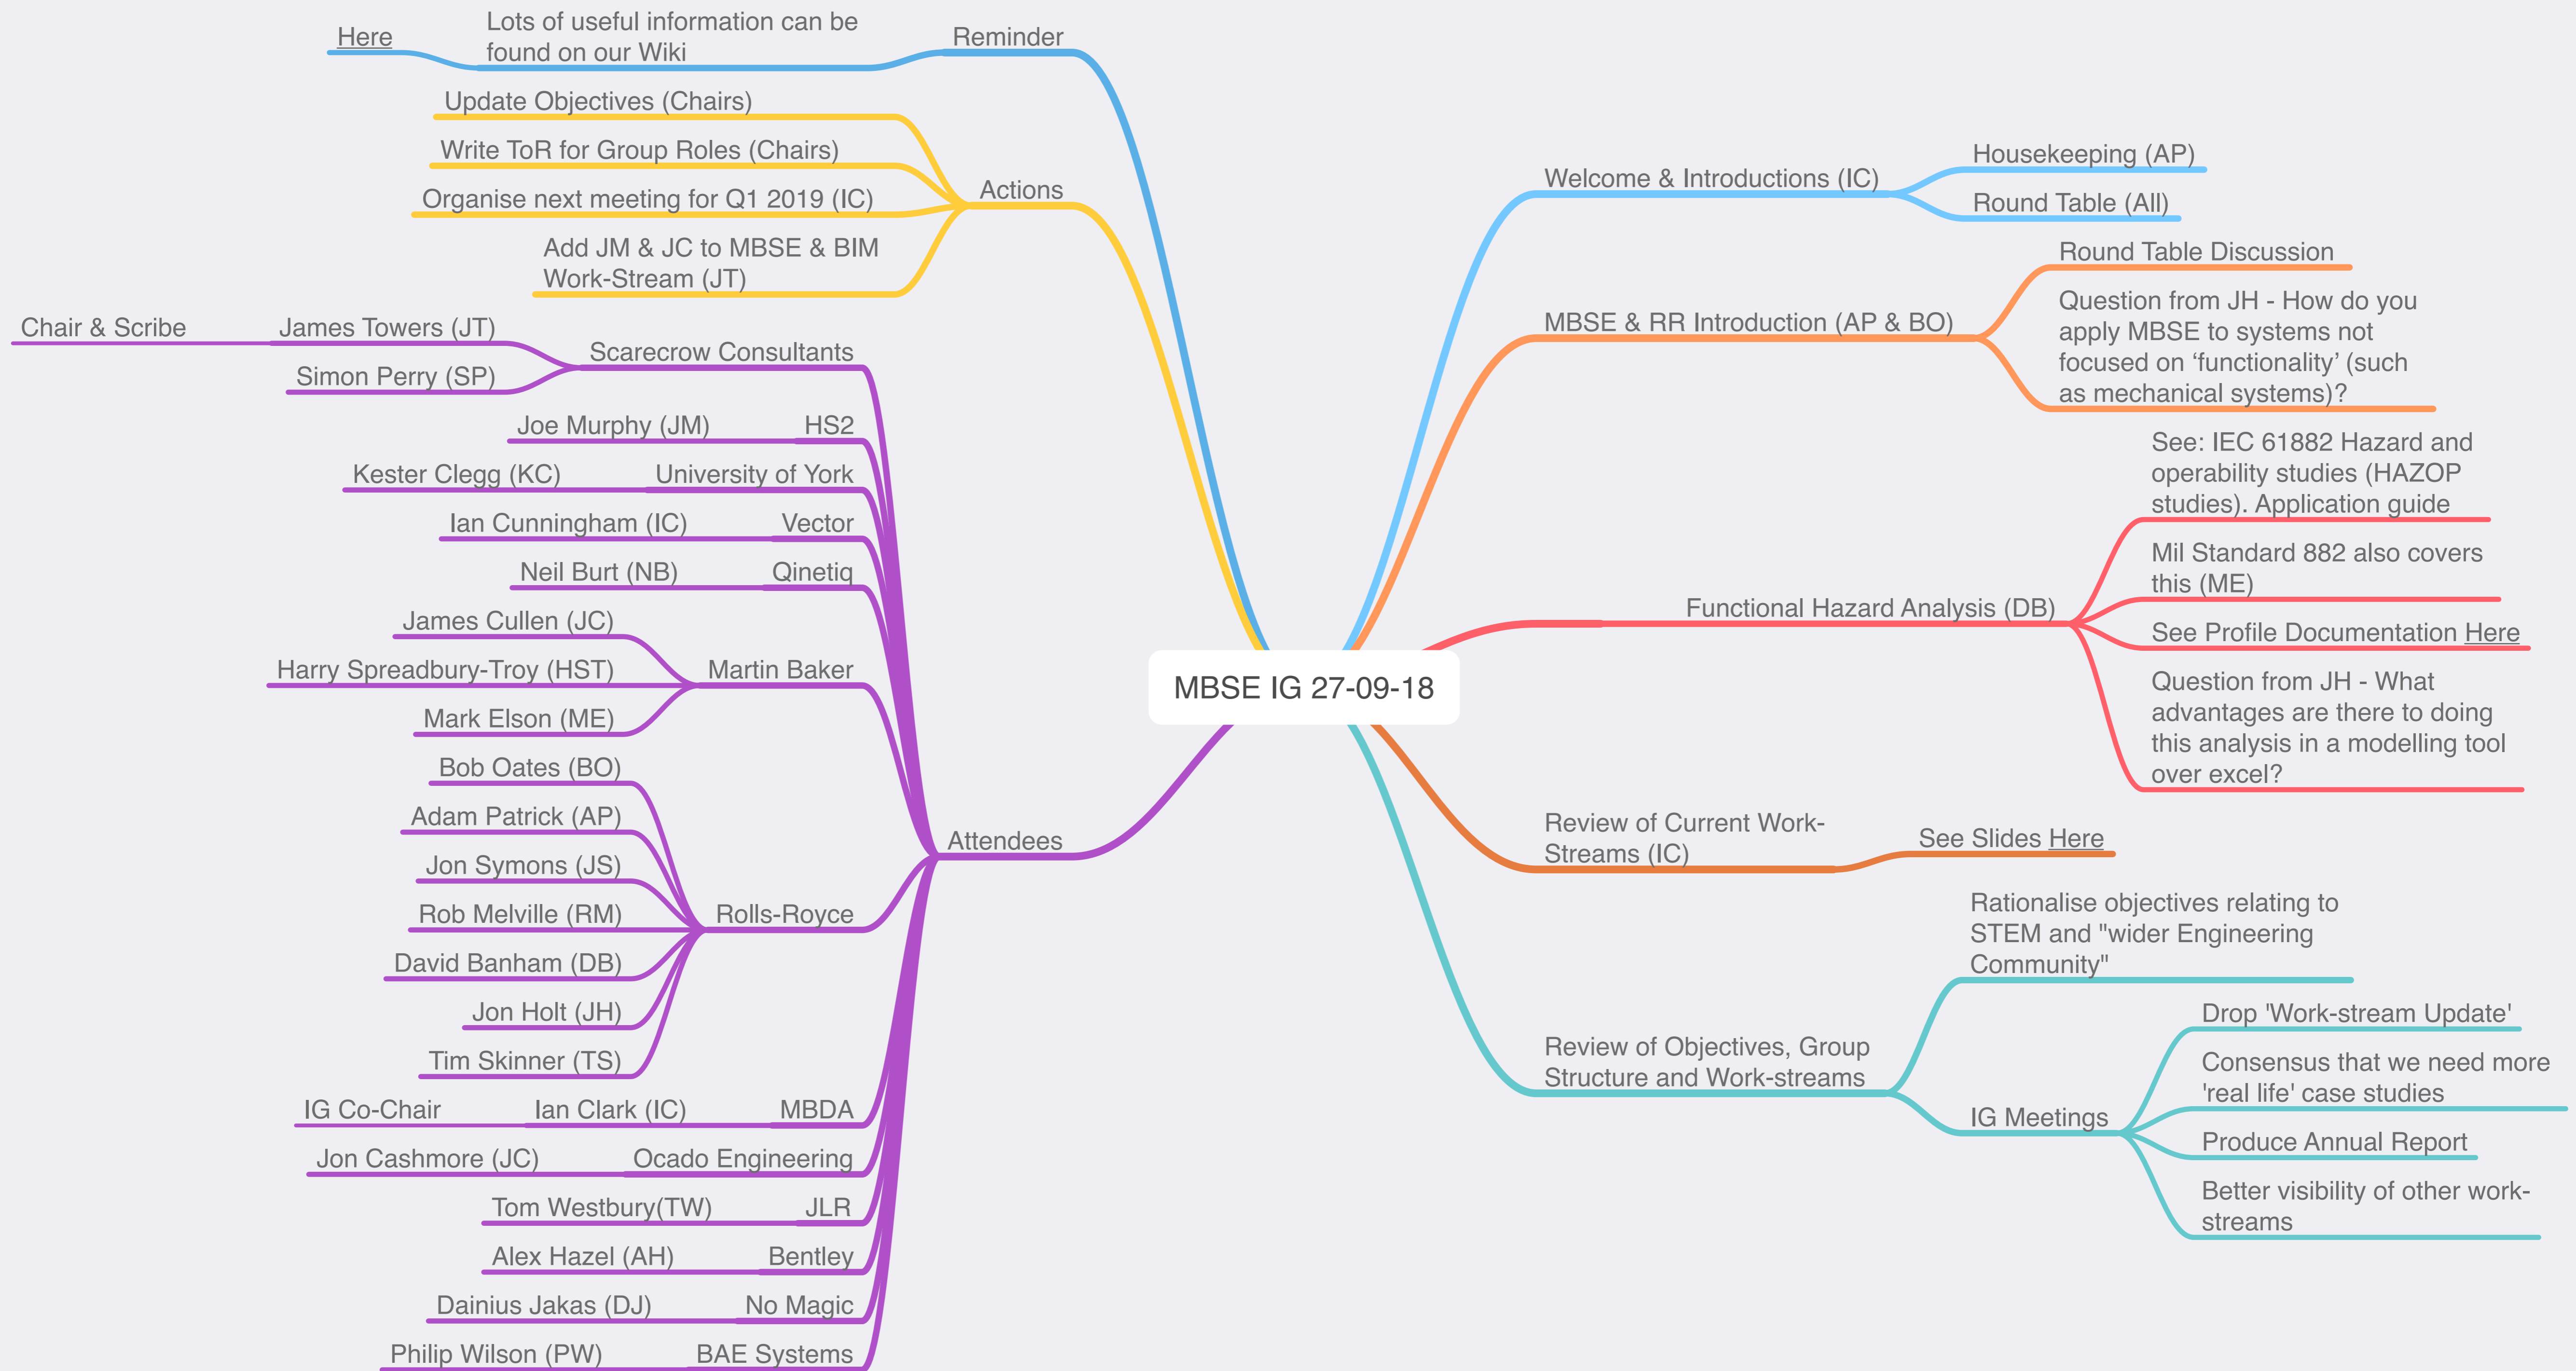 MBSE IG 27-09-18
Reminder
Lots of useful information can be
found on our Wiki
Here
Actions
Update Objectives (Chairs)
Write ToR for Group Roles (Chairs)
Organise next meeting for Q1 2019 (IC)
Add JM & JC to MBSE & BIM
Work-Stream (JT)
Attendees
Scarecrow Consultants
James Towers (JT)
Chair & Scribe
Simon Perry (SP)
HS2
Joe Murphy (JM)
University of York
Kester Clegg (KC)
Vector
Ian Cunningham (IC)
Qinetiq
Neil Burt (NB)
Martin Baker
James Cullen (JC)
Harry Spreadbury-Troy (HST)
Mark Elson (ME)
Rolls-Royce
Bob Oates (BO)
Adam Patrick (AP)
Jon Symons (JS)
Rob Melville (RM)
David Banham (DB)
Jon Holt (JH)
Tim Skinner (TS)
MBDA
Ian Clark (IC)
IG Co-Chair
Ocado Engineering
Jon Cashmore (JC)
JLR
Tom Westbury(TW)
Bentley
Alex Hazel (AH)
No Magic
Dainius Jakas (DJ)
BAE Systems
Philip Wilson (PW)
Welcome & Introductions (IC)
Housekeeping (AP)
Round Table (All)
MBSE & RR Introduction (AP & BO)
Round Table Discussion
Question from JH - How do you
apply MBSE to systems not
focused on ‘functionality’ (such
as mechanical systems)?
Functional Hazard Analysis (DB)
See: IEC 61882 Hazard and
operability studies (HAZOP
studies). Application guide
Mil Standard 882 also covers
this (ME)
See Profile Documentation Here
Question from JH - What
advantages are there to doing
this analysis in a modelling tool
over excel?
Review of Current Work-
Streams (IC)
See Slides Here
Review of Objectives, Group
Structure and Work-streams
Rationalise objectives relating to
STEM and "wider Engineering
Community"
IG Meetings
Drop 'Work-stream Update'
Consensus that we need more
'real life' case studies
Produce Annual Report
Better visibility of other work-
streams